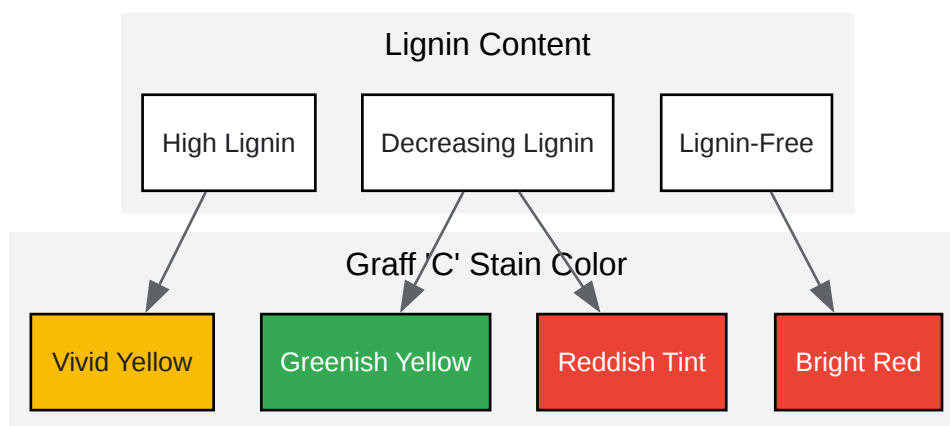 Lignin Content
High Lignin
Decreasing Lignin
Lignin-Free
Graff 'C' Stain Color
Vivid Yellow
Greenish Yellow
Reddish Tint
Bright Red